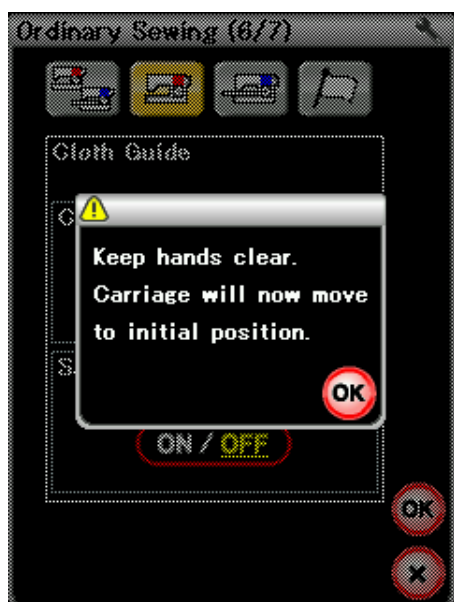 Ordinary Sewing (6/7)
Cloth Guide
Keep hands clear.
Carriage will now move
to initial position.
OK
ON / OFF
OK